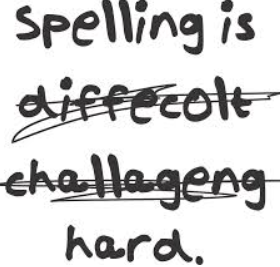 Spelling is
diffecolt
challageng
hard.